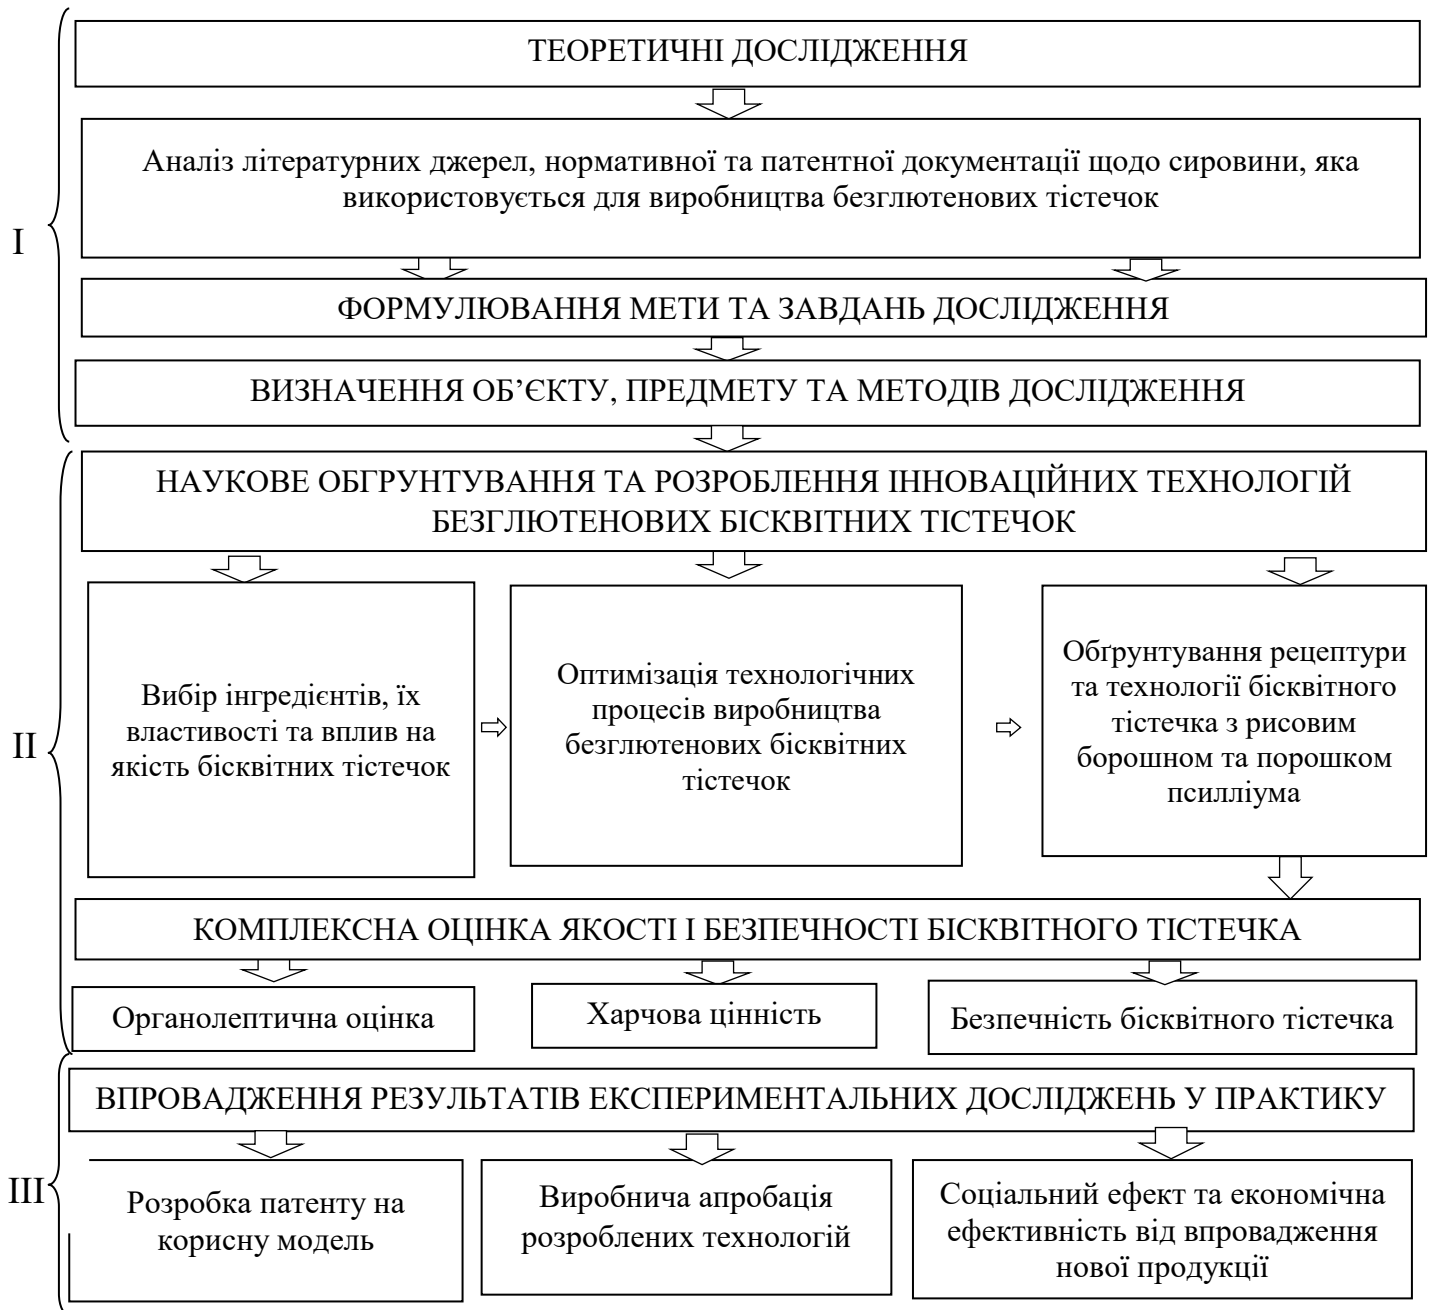 ТЕОРЕТИЧНІ ДОСЛІДЖЕННЯ
Аналіз літературних джерел, нормативної та патентної документації щодо сировини, яка
використовується для виробництва безглютенових тістечок
I
ФОРМУЛЮВАННЯ МЕТИ ТА ЗАВДАНЬ ДОСЛІДЖЕННЯ
ВИЗНАЧЕННЯ ОБ’ЄКТУ, ПРЕДМЕТУ ТА МЕТОДІВ ДОСЛІДЖЕННЯ
НАУКОВЕ ОБГРУНТУВАННЯ ТА РОЗРОБЛЕННЯ ІННОВАЦІЙНИХ ТЕХНОЛОГІЙ
БЕЗГЛЮТЕНОВИХ БІСКВІТНИХ ТІСТЕЧОК
II
Вибір інгредієнтів, їх
властивості та вплив на
якість бісквітних тістечок
Оптимізація технологічних
процесів виробництва
безглютенових бісквітних
тістечок
Обґрунтування рецептури
та технології бісквітного
тістечка з рисовим
борошном та порошком
псилліума
КОМПЛЕКСНА ОЦІНКА ЯКОСТІ І БЕЗПЕЧНОСТІ БІСКВІТНОГО ТІСТЕЧКА
Органолептична оцінка
Харчова цінність
Безпечність бісквітного тістечка
ВПРОВАДЖЕННЯ РЕЗУЛЬТАТІВ ЕКСПЕРИМЕНТАЛЬНИХ ДОСЛІДЖЕНЬ У ПРАКТИКУ
III
Розробка патенту на
корисну модель
Виробнича апробація
розроблених технологій
Соціальний ефект та економічна
ефективність від впровадження
нової продукції